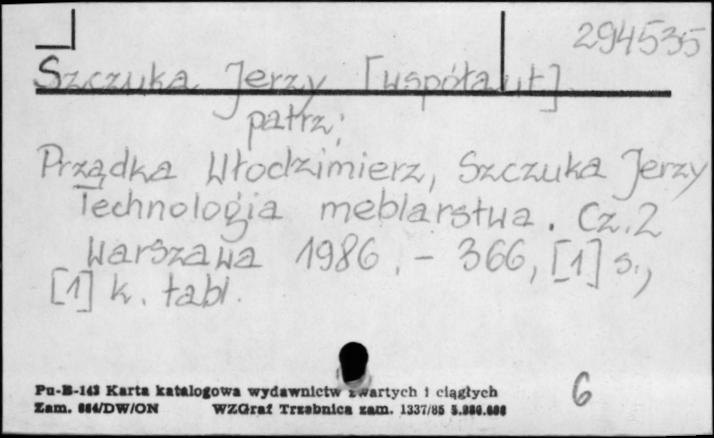 294535
Szczuka Jerzy [współaut]
patrz:
Prządka Włodzimierz, Szczuka Jerzy
Technologia meblarstwa. Cz. 2
Warszawa 1986. - 366, [1] s.,
[1] k. tabl.
Pu-B-143 Karta katalogowa wydawnictw zwartych i ciągłych
Zam. /DW/ON WZGraf Trzebnica zam. 1337/85
6